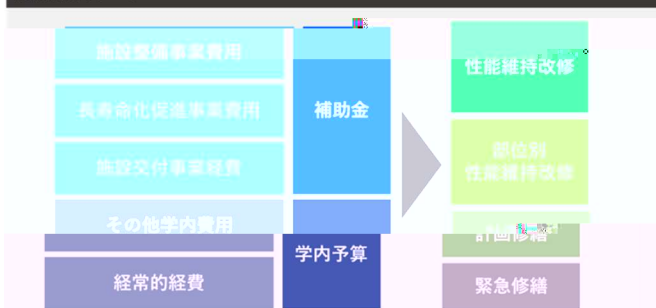 施設整備事業費用
長寿命化促進事業費用
施設交付事業経費
その他学内費用
経常的経費
補助金
学内予算
性能維持改修
部位別
性能維持改修
計画修繕
緊急修繕